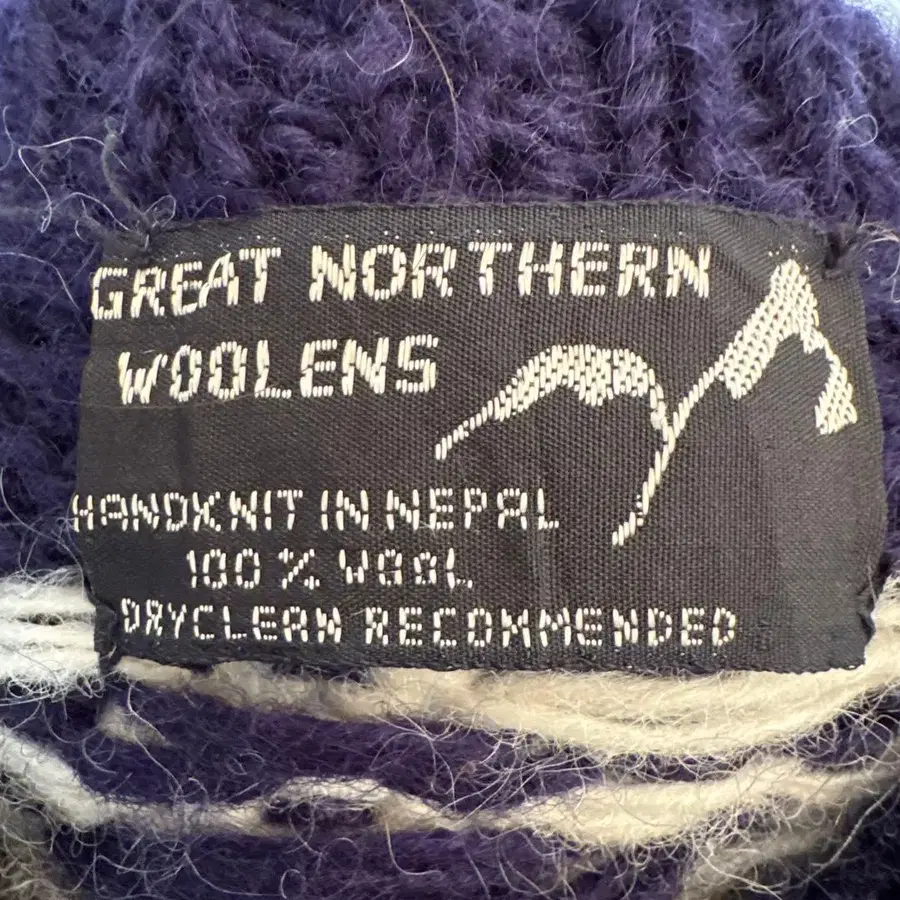 GREAT NORTHERN
WOOLENS
HANDKNIT IN NEPAL
100 % WOOL
DRYCLEAN RECOMMENDED